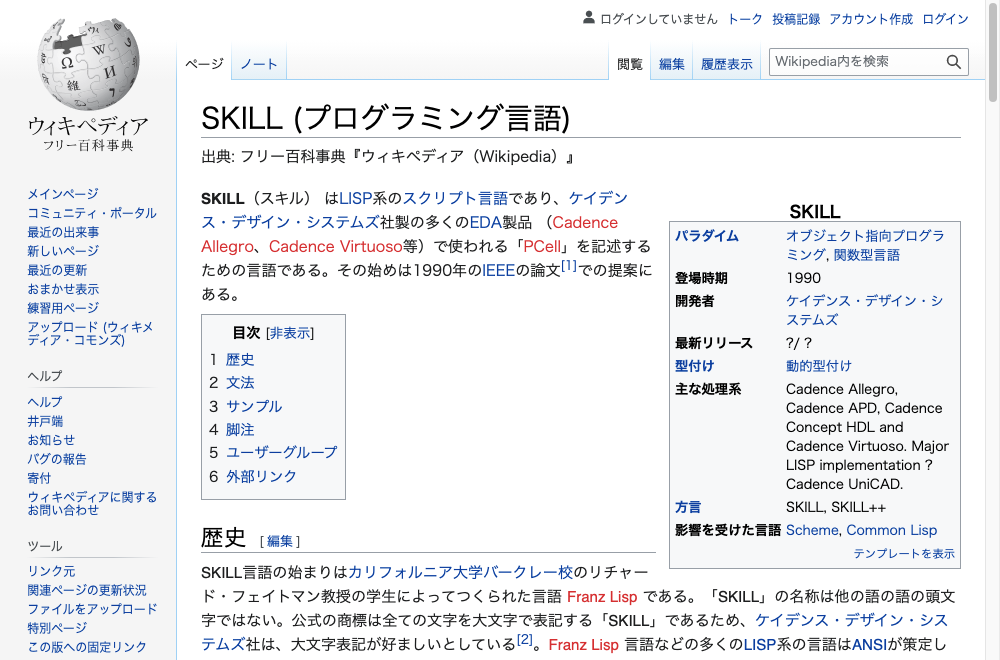 ログインしていません トーク 投稿記録 アカウント作成 ログイン
ページ ノート 閲覧 編集 履歴表示 Wikipedia内を検索
ウィキペディア
フリー百科事典
メインページ
コミュニティ・ポータル
最近の出来事
新しいページ
最近の更新
おまかせ表示
練習用ページ
アップロード (ウィキメ
ディア・コモンズ)
ヘルプ
ヘルプ
井戸端
お知らせ
バグの報告
寄付
ウィキペディアに関する
お問い合わせ
ツール
リンク元
関連ページの更新状況
ファイルをアップロード
特別ページ
この版への固定リンク
SKILL (プログラミング言語)
出典: フリー百科事典『ウィキペディア（Wikipedia）』
SKILL（スキル） はLISP系のスクリプト言語であり、ケイデン
ス・デザイン・システムズ社製の多くのEDA製品 （Cadence
Allegro、Cadence Virtuoso等）で使われる「PCell」を記述する
ための言語である。その始めは1990年のIEEEの論文[1]での提案に
ある。
SKILL
パラダイム オブジェクト指向プログラ
ミング, 関数型言語
登場時期 1990
開発者 ケイデンス・デザイン・シ
ステムズ
最新リリース ?/ ?
型付け 動的型付け
主な処理系 Cadence Allegro,
Cadence APD, Cadence
Concept HDL and
Cadence Virtuoso. Major
LISP implementation ?
Cadence UniCAD.
方言 SKILL, SKILL++
影響を受けた言語 Scheme, Common Lisp
テンプレートを表示
目次 [非表示]
1 歴史
2 文法
3 サンプル
4 脚注
5 ユーザーグループ
6 外部リンク
歴史 [ 編集 ]
SKILL言語の始まりはカリフォルニア大学バークレー校のリチャー
ド・フェイトマン教授の学生によってつくられた言語 Franz Lisp である。「SKILL」の名称は他の語の語の頭文
字ではない。公式の商標は全ての文字を大文字で表記する「SKILL」であるため、ケイデンス・デザイン・シス
テムズ社は、大文字表記が好ましいとしている[2]。Franz Lisp 言語などの多くのLISP系の言語はANSIが策定し